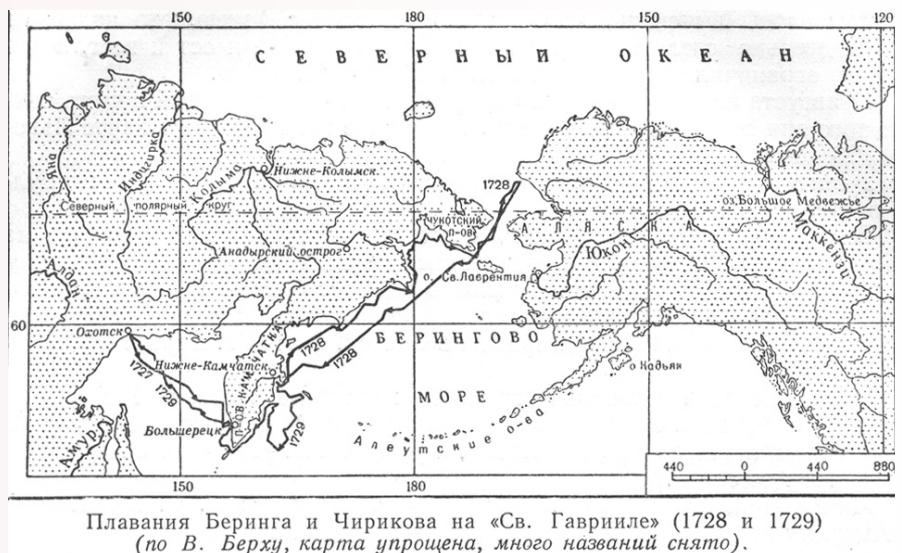 150 180 150 120
СЕВЕРНЫЙ ОКЕАН
Яна
Индигирка
Колыма
Нижне-Колымск
1728
Северный полярный круг
ЧУКОТСКИЙ
П-ОВ
АЛЯСКА
оз. Большое Медвежье
Маккензи
Анадырский острог
Юкон
Алдан
о. Св. Лаврентия
60
Охотск
БЕРИНГОВО
1728
1728
Нижне-Камчатск
П-ОВ КАМЧАТКА
о Кадьяк
1727
1728
МОРЕ
Большерецк
1729
Алеутские о-ва
Амур
440 0 440 880
150 180
Плавания Беринга и Чирикова на «Св. Гаврииле» (1728 и 1729)
(по В. Берху, карта упрощена, много названий снято).